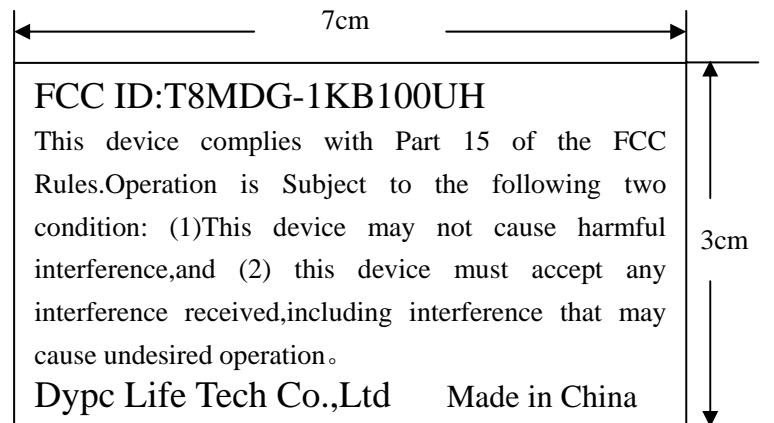 7cm
FCC ID:T8MDG-1KB100UH
This device complies with Part 15 of the FCC
Rules.Operation is Subject to the following two
condition: (1)This device may not cause harmful
interference,and (2) this device must accept any
interference received,including interference that may
cause undesired operation。
Dypc Life Tech Co.,Ltd Made in China
3cm